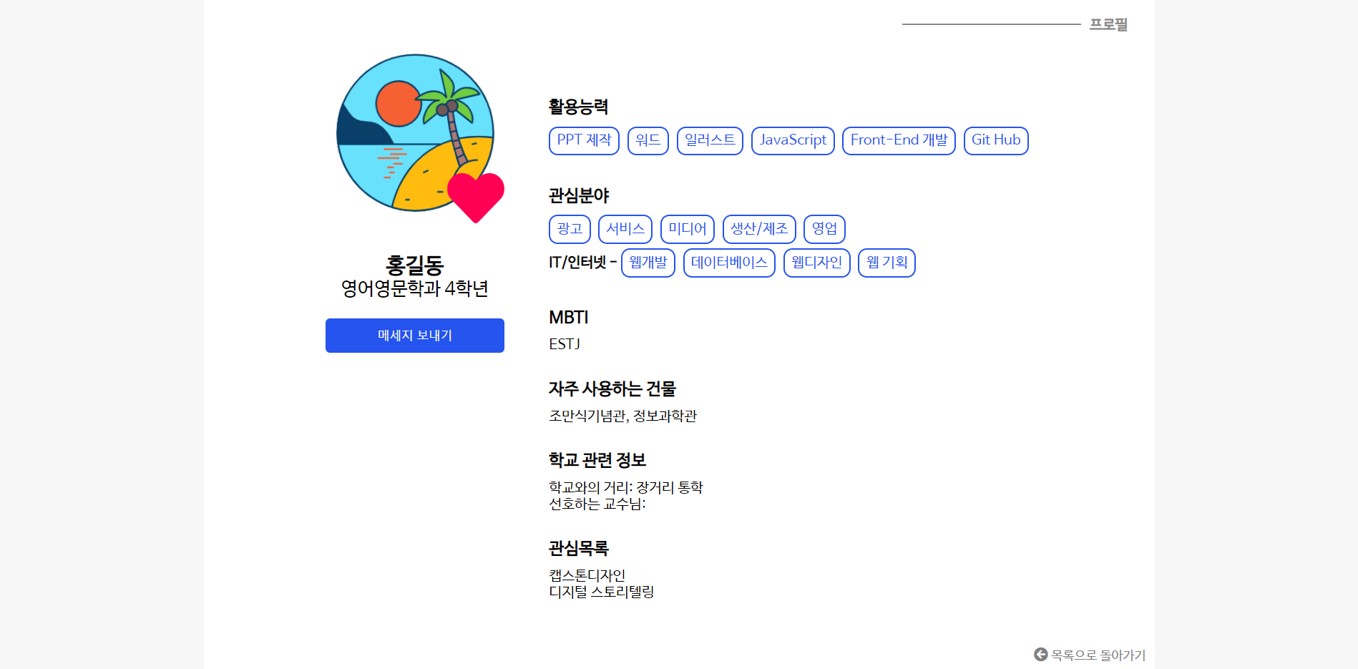 프로필
홍길동
영어영문학과 4학년
메세지 보내기
활용능력
PPT 제작 워드 일러스트 JavaScript Front-End 개발 Git Hub
관심분야
광고 서비스 미디어 생산/제조 영업
IT/인터넷 - 웹개발 데이터베이스 웹디자인 웹 기획
MBTI
ESTJ
자주 사용하는 건물
조만식기념관, 정보과학관
학교 관련 정보
학교와의 거리: 장거리 통학
선호하는 교수님:
관심목록
캡스톤디자인
디지털 스토리텔링
목록으로 돌아가기